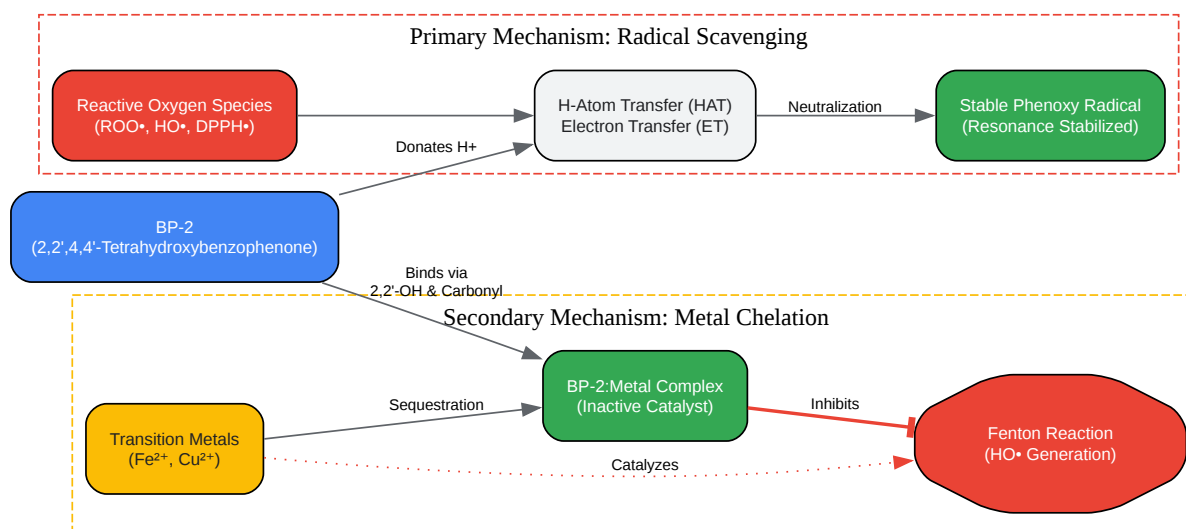 Primary Mechanism: Radical Scavenging
Reactive Oxygen Species
(ROO•, HO•, DPPH•)
H-Atom Transfer (HAT)
Electron Transfer (ET)
Neutralization
Stable Phenoxy Radical
(Resonance Stabilized)
Donates H+
BP-2
(2,2',4,4'-Tetrahydroxybenzophenone)
Binds via
2,2'-OH & Carbonyl
Secondary Mechanism: Metal Chelation
BP-2:Metal Complex
(Inactive Catalyst)
Sequestration
Inhibits
Transition Metals
(Fe²⁺, Cu²⁺)
Catalyzes
Fenton Reaction
(HO• Generation)